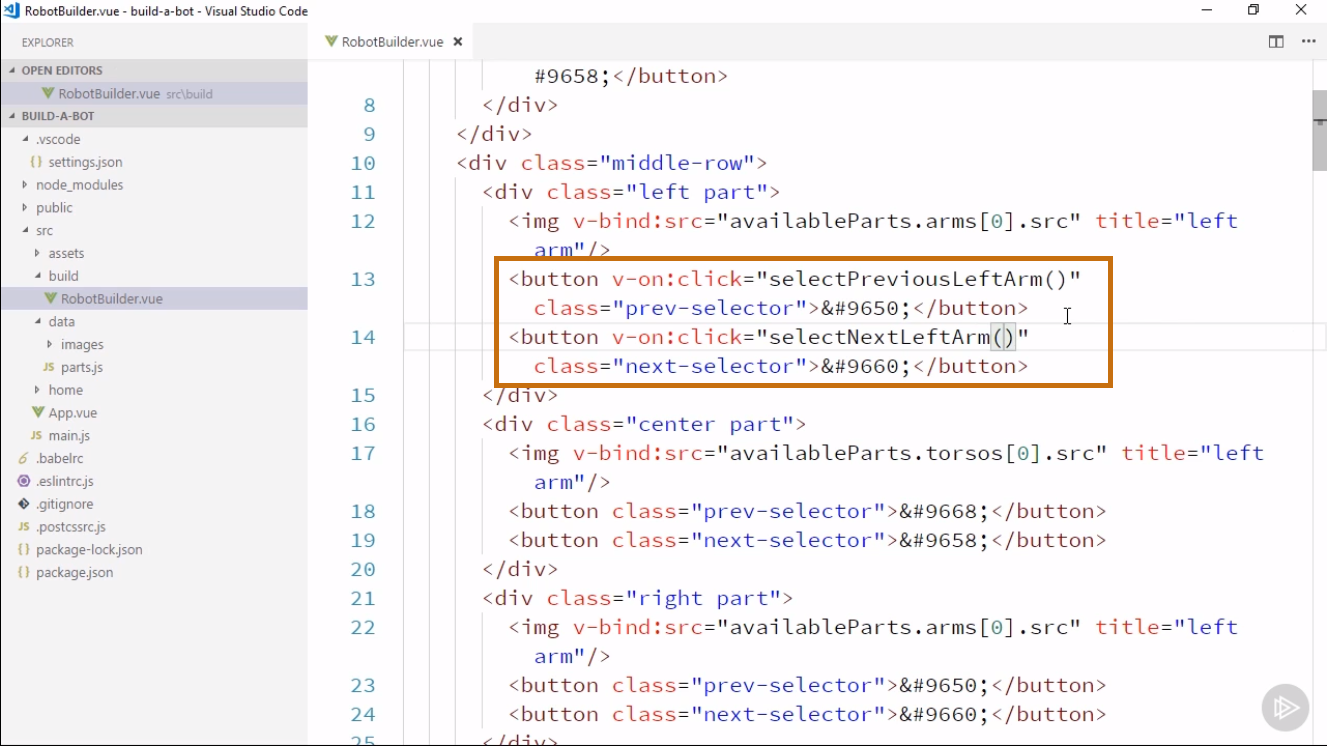 RobotBuilder.vue - build-a-bot - Visual Studio Code
EXPLORER
OPEN EDITORS
RobotBuilder.vue src\build
BUILD-A-BOT
.vscode
{} settings.json
node_modules
public
src
assets
build
RobotBuilder.vue
data
images
JS parts.js
home
App.vue
JS main.js
.babelrc
.eslintrc.js
.gitignore
JS .postcssrc.js
{} package-lock.json
{} package.json
RobotBuilder.vue
#9658;</button>
8 </div>
9 </div>
10 <div class="middle-row">
11 <div class="left part">
12 <img v-bind:src="availableParts.arms[0].src" title="left
arm"/>
13 <button v-on:click="selectPreviousLeftArm()"
class="prev-selector">&#9650;</button>
14 <button v-on:click="selectNextLeftArm()"
class="next-selector">&#9660;</button>
15 </div>
16 <div class="center part">
17 <img v-bind:src="availableParts.torsos[0].src" title="left
arm"/>
18 <button class="prev-selector">&#9668;</button>
19 <button class="next-selector">&#9658;</button>
20 </div>
21 <div class="right part">
22 <img v-bind:src="availableParts.arms[0].src" title="left
arm"/>
23 <button class="prev-selector">&#9650;</button>
24 <button class="next-selector">&#9660;</button>
25 </div>